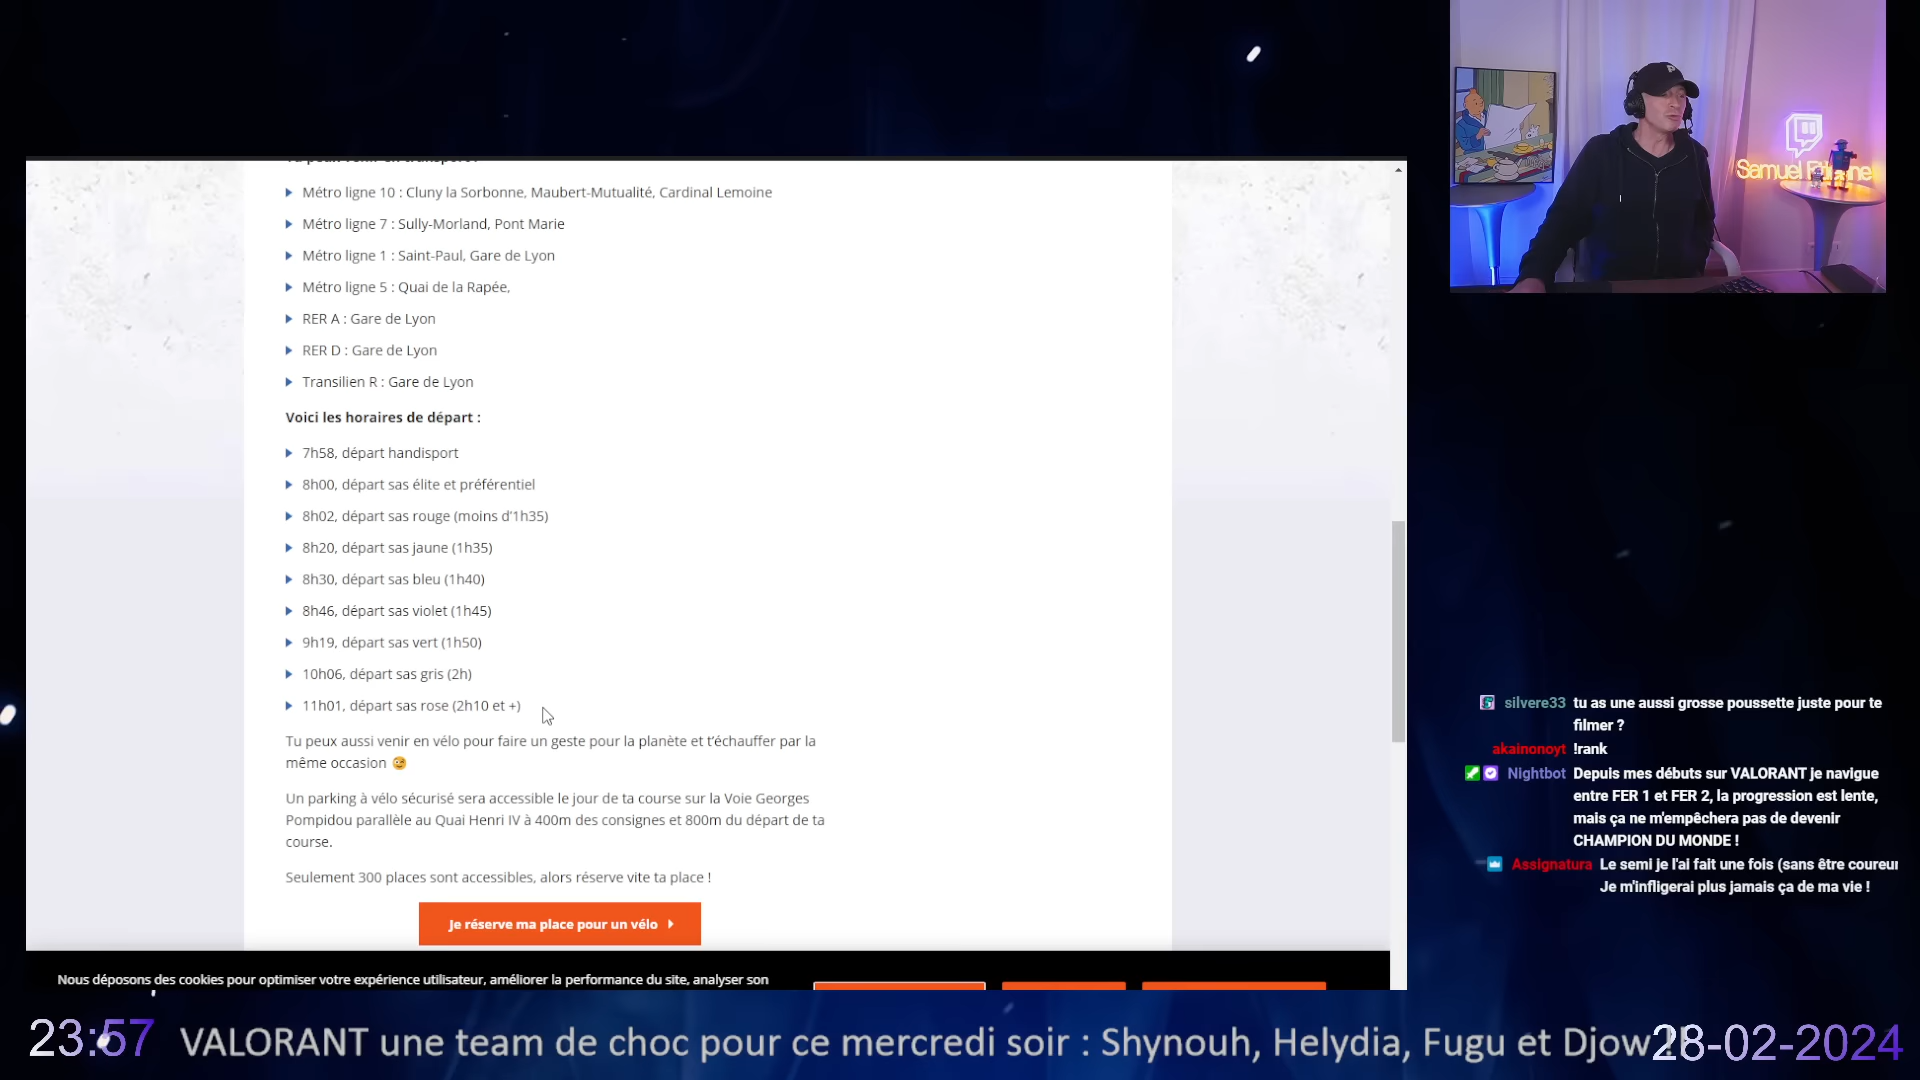 Métro ligne 10 : Cluny la Sorbonne, Maubert-Mutualité, Cardinal Lemoine
Métro ligne 7 : Sully-Morland, Pont Marie
Métro ligne 1 : Saint-Paul, Gare de Lyon
Métro ligne 5 : Quai de la Rapée,
RER A : Gare de Lyon
RER D : Gare de Lyon
Transilien R : Gare de Lyon
Voici les horaires de départ :
7h58, départ handisport
8h00, départ sas élite et préférentiel
8h02, départ sas rouge (moins d'1h35)
8h20, départ sas jaune (1h35)
8h30, départ sas bleu (1h40)
8h46, départ sas violet (1h45)
9h19, départ sas vert (1h50)
10h06, départ sas gris (2h)
11h01, départ sas rose (2h10 et +)
Tu peux aussi venir en vélo pour faire un geste pour la planète et t'échauffer par la
même occasion 😉
Un parking à vélo sécurisé sera accessible le jour de ta course sur la Voie Georges
Pompidou parallèle au Quai Henri IV à 400m des consignes et 800m du départ de ta
course.
Seulement 300 places sont accessibles, alors réserve vite ta place !
Je réserve ma place pour un vélo
Nous déposons des cookies pour optimiser votre expérience utilisateur, améliorer la performance du site, analyser son
Samuel
silvere33 tu as une aussi grosse poussette juste pour te
filmer ?
akainonoyt !rank
Nightbot Depuis mes débuts sur VALORANT je navigue
entre FER 1 et FER 2, la progression est lente,
mais ça ne m'empêchera pas de devenir
CHAMPION DU MONDE !
Assignatura Le semi je l'ai fait une fois (sans être coureur
Je m'infligerai plus jamais ça de ma vie !
23:57 VALORANT une team de choc pour ce mercredi soir : Shynouh, Helydia, Fugu et Djow 28-02-2024